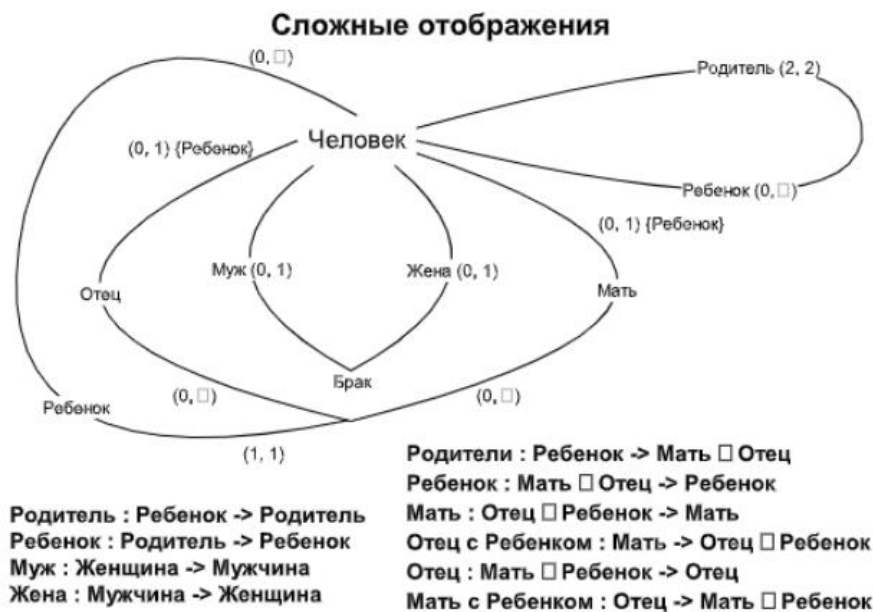 Сложные отображения
(0, □)
Родитель (2, 2)
(0, 1) {Ребенок}
Человек
Ребенок (0, □)
(0, 1) {Ребенок}
Муж (0, 1)
Жена (0, 1)
Отец
Мать
Брак
(0, □)
(0, □)
Ребенок
(1, 1)
Родитель : Ребенок -> Родитель
Ребенок : Родитель -> Ребенок
Муж : Женщина -> Мужчина
Жена : Мужчина -> Женщина
Родители : Ребенок -> Мать □ Отец
Ребенок : Мать □ Отец -> Ребенок
Мать : Отец □ Ребенок -> Мать
Отец с Ребенком : Мать -> Отец □ Ребенок
Отец : Мать □ Ребенок -> Отец
Мать с Ребенком : Отец -> Мать □ Ребенок